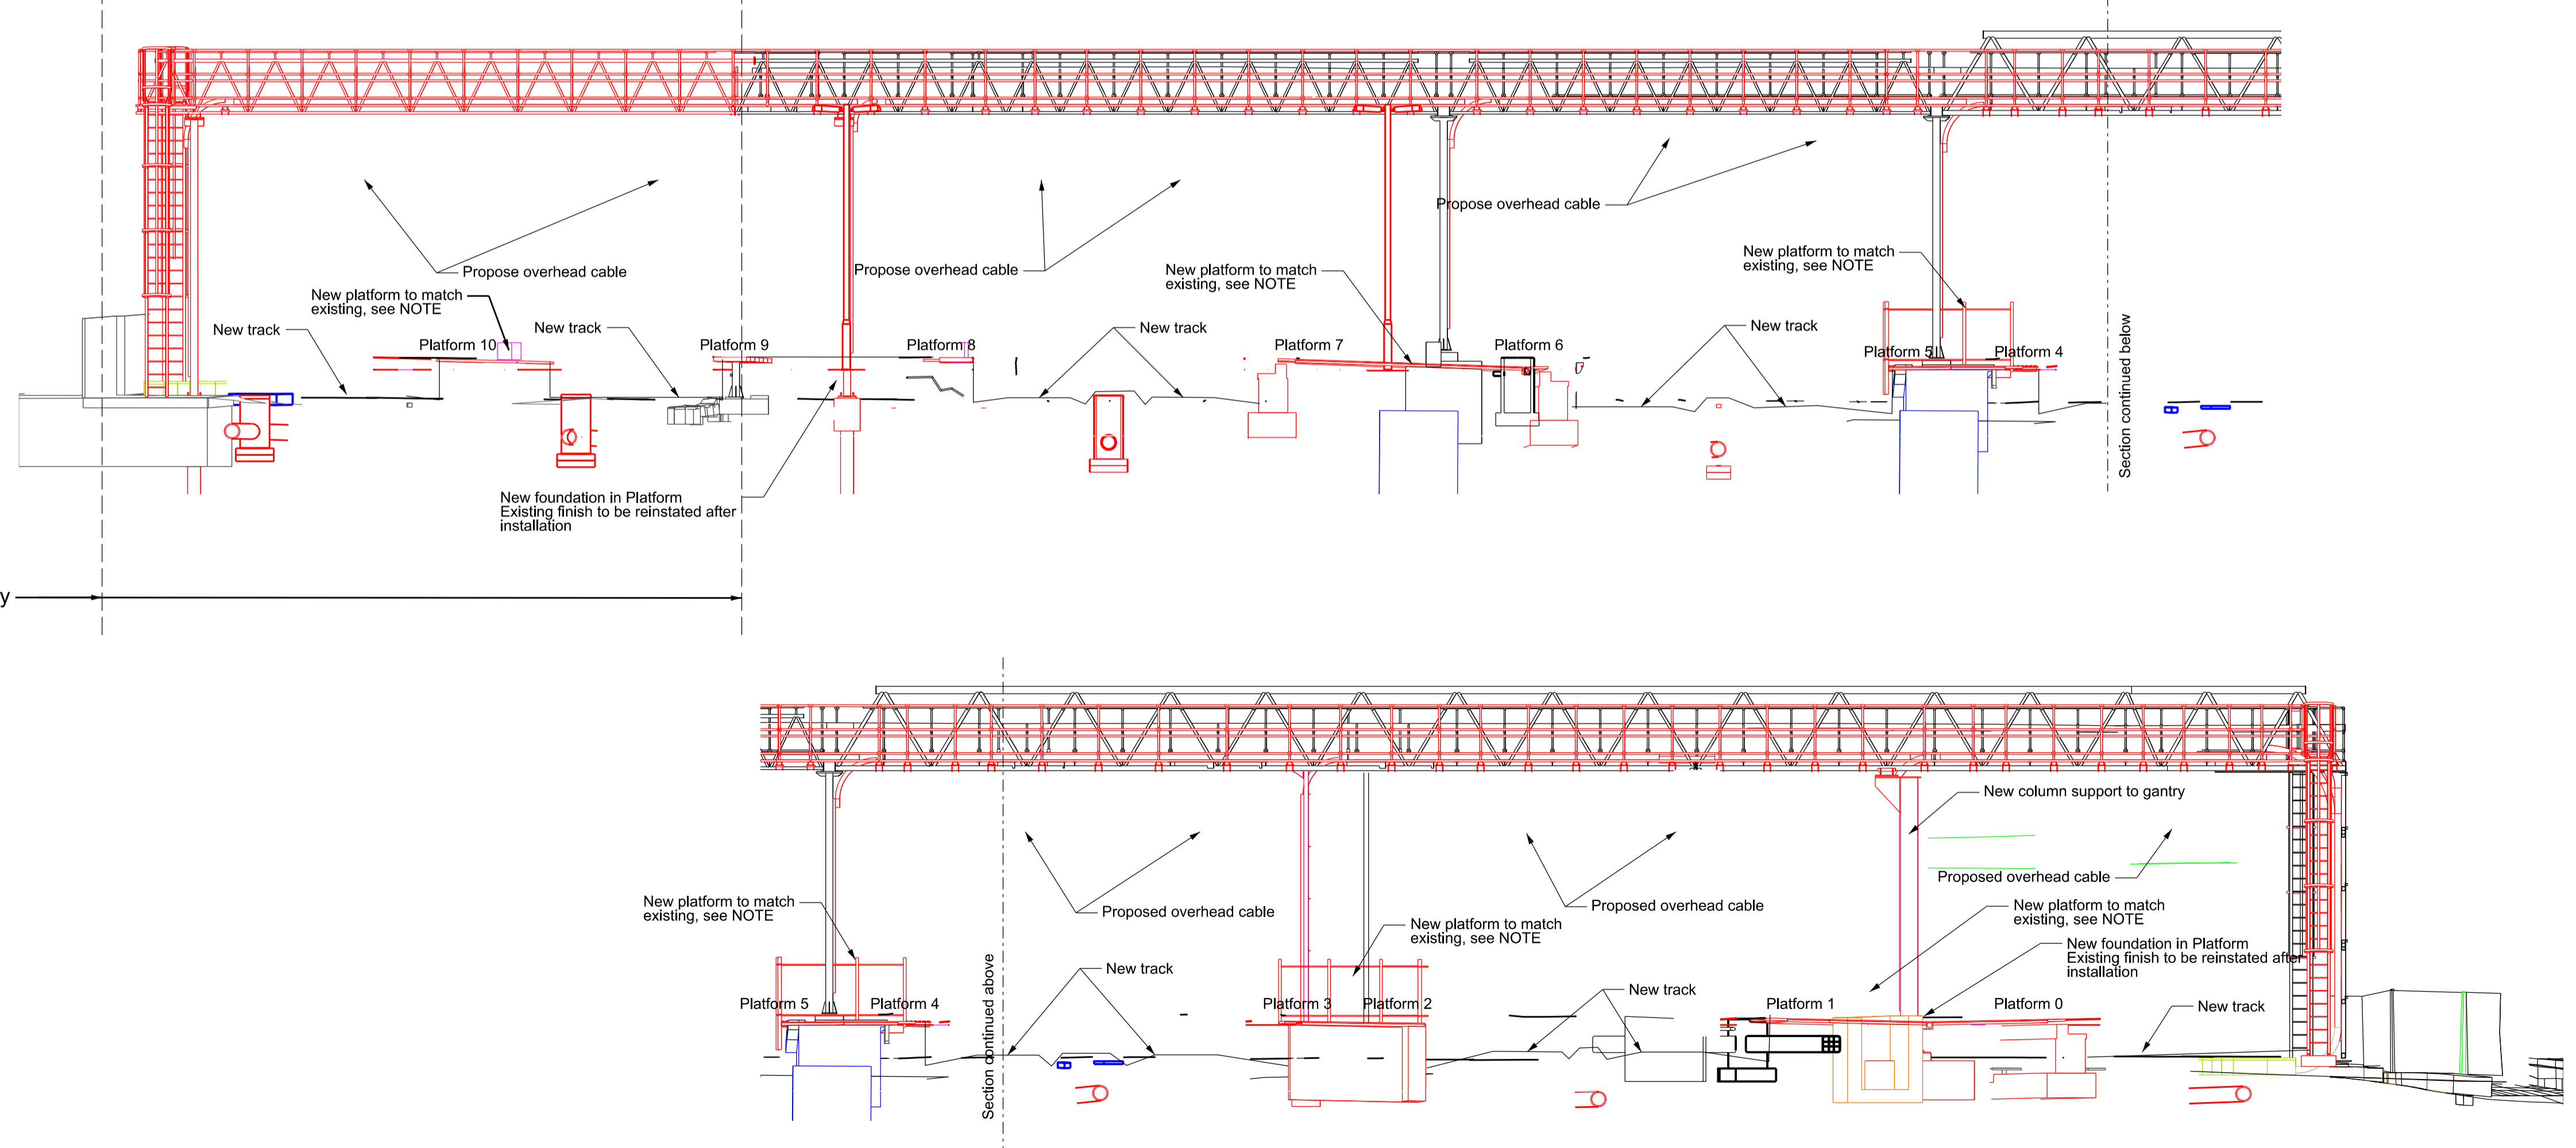 Propose overhead cable
Propose overhead cable
Propose overhead cable
New platform to match
existing, see NOTE
New track
New track
New platform to match
existing, see NOTE
New track
New platform to match
existing, see NOTE
New track
Platform 10
Platform 9
Platform 8
Platform 7
Platform 6
Platform 5
Platform 4
Section continued below
New foundation in Platform
Existing finish to be reinstated after
installation
y
New column support to gantry
Proposed overhead cable
New platform to match
existing, see NOTE
Proposed overhead cable
Proposed overhead cable
New platform to match
existing, see NOTE
New platform to match
existing, see NOTE
New foundation in Platform
Existing finish to be reinstated after
installation
Section continued above
New track
New track
New track
Platform 5
Platform 4
Platform 3
Platform 2
Platform 1
Platform 0